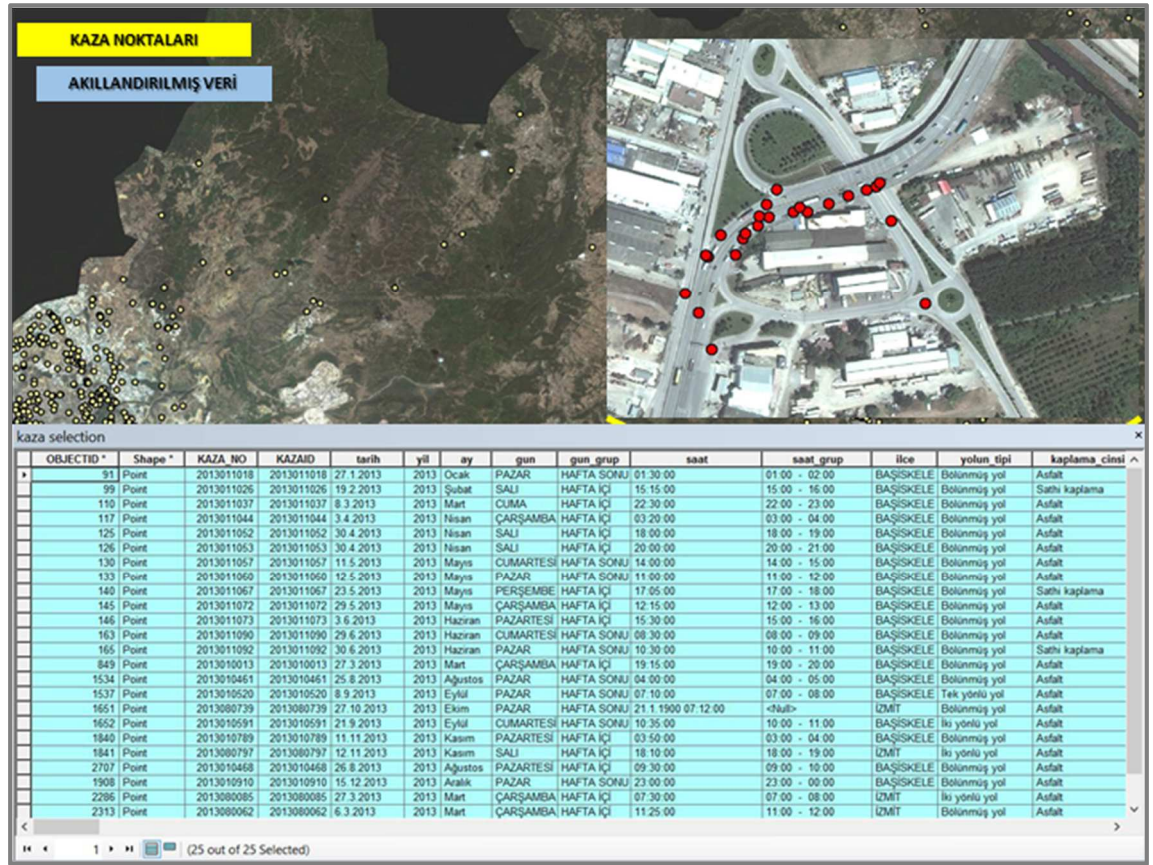 KAZA NOKTALARI
AKILLANDIRILMIŞ VERİ
kaza selection
OBJECTID * Shape * KAZA_NO KAZAID tarih yil ay gun gun_grup saat saat_grup ilce yolun_tipi kaplama_cinsi
91 Point 2013011018 2013011018 27.1.2013 2013 Ocak PAZAR HAFTA SONU 01:30:00 01:00 - 02:00 BAŞİSKELE Bölünmüş yol Asfalt
99 Point 2013011026 2013011026 19.2.2013 2013 Şubat SALI HAFTA İÇİ 15:15:00 15:00 - 16:00 BAŞİSKELE Bölünmüş yol Sathi kaplama
110 Point 2013011037 2013011037 8.3.2013 2013 Mart CUMA HAFTA İÇİ 22:30:00 22:00 - 23:00 BAŞİSKELE Bölünmüş yol Asfalt
117 Point 2013011044 2013011044 3.4.2013 2013 Nisan ÇARŞAMBA HAFTA İÇİ 03:20:00 03:00 - 04:00 BAŞİSKELE Bölünmüş yol Asfalt
125 Point 2013011052 2013011052 30.4.2013 2013 Nisan SALI HAFTA İÇİ 18:00:00 18:00 - 19:00 BAŞİSKELE Bölünmüş yol Asfalt
126 Point 2013011053 2013011053 30.4.2013 2013 Nisan SALI HAFTA İÇİ 20:00:00 20:00 - 21:00 BAŞİSKELE Bölünmüş yol Asfalt
130 Point 2013011057 2013011057 11.5.2013 2013 Mayıs CUMARTESİ HAFTA SONU 14:00:00 14:00 - 15:00 BAŞİSKELE Bölünmüş yol Asfalt
133 Point 2013011060 2013011060 12.5.2013 2013 Mayıs PAZAR HAFTA SONU 11:00:00 11:00 - 12:00 BAŞİSKELE Bölünmüş yol Asfalt
140 Point 2013011067 2013011067 23.5.2013 2013 Mayıs PERŞEMBE HAFTA İÇİ 17:05:00 17:00 - 18:00 BAŞİSKELE Bölünmüş yol Sathi kaplama
145 Point 2013011072 2013011072 29.5.2013 2013 Mayıs ÇARŞAMBA HAFTA İÇİ 12:15:00 12:00 - 13:00 BAŞİSKELE Bölünmüş yol Asfalt
146 Point 2013011073 2013011073 3.6.2013 2013 Haziran PAZARTESİ HAFTA İÇİ 15:30:00 15:00 - 16:00 BAŞİSKELE Bölünmüş yol Asfalt
163 Point 2013011090 2013011090 29.6.2013 2013 Haziran CUMARTESİ HAFTA SONU 08:30:00 08:00 - 09:00 BAŞİSKELE Bölünmüş yol Asfalt
165 Point 2013011092 2013011092 30.6.2013 2013 Haziran PAZAR HAFTA SONU 10:30:00 10:00 - 11:00 BAŞİSKELE Bölünmüş yol Sathi kaplama
849 Point 2013010013 2013010013 27.3.2013 2013 Mart ÇARŞAMBA HAFTA İÇİ 19:15:00 19:00 - 20:00 BAŞİSKELE Bölünmüş yol Asfalt
1534 Point 2013010461 2013010461 25.8.2013 2013 Ağustos PAZAR HAFTA SONU 04:00:00 04:00 - 05:00 BAŞİSKELE Bölünmüş yol Asfalt
1537 Point 2013010520 2013010520 8.9.2013 2013 Eylül PAZAR HAFTA SONU 07:10:00 07:00 - 08:00 BAŞİSKELE Tek yönlü yol Asfalt
1651 Point 2013080739 2013080739 27.10.2013 2013 Ekim PAZAR HAFTA SONU 21.1.1900 07:12:00 <Null> İZMİT Bölünmüş yol Asfalt
1652 Point 2013010591 2013010591 21.9.2013 2013 Eylül CUMARTESİ HAFTA SONU 10:35:00 10:00 - 11:00 BAŞİSKELE İki yönlü yol Asfalt
1840 Point 2013010789 2013010789 11.11.2013 2013 Kasım PAZARTESİ HAFTA İÇİ 03:50:00 03:00 - 04:00 BAŞİSKELE Bölünmüş yol Asfalt
1841 Point 2013080797 2013080797 12.11.2013 2013 Kasım SALI HAFTA İÇİ 18:10:00 18:00 - 19:00 İZMİT İki yönlü yol Asfalt
2707 Point 2013010468 2013010468 26.8.2013 2013 Ağustos PAZARTESİ HAFTA İÇİ 09:30:00 09:00 - 10:00 BAŞİSKELE Bölünmüş yol Asfalt
1908 Point 2013010910 2013010910 15.12.2013 2013 Aralık PAZAR HAFTA SONU 23:00:00 23:00 - 00:00 BAŞİSKELE Bölünmüş yol Asfalt
2286 Point 2013080085 2013080085 27.3.2013 2013 Mart ÇARŞAMBA HAFTA İÇİ 07:30:00 07:00 - 08:00 İZMİT İki yönlü yol Asfalt
2313 Point 2013080062 2013080062 6.3.2013 2013 Mart ÇARŞAMBA HAFTA İÇİ 11:25:00 11:00 - 12:00 İZMİT Bölünmüş yol Asfalt
1 (25 out of 25 Selected)